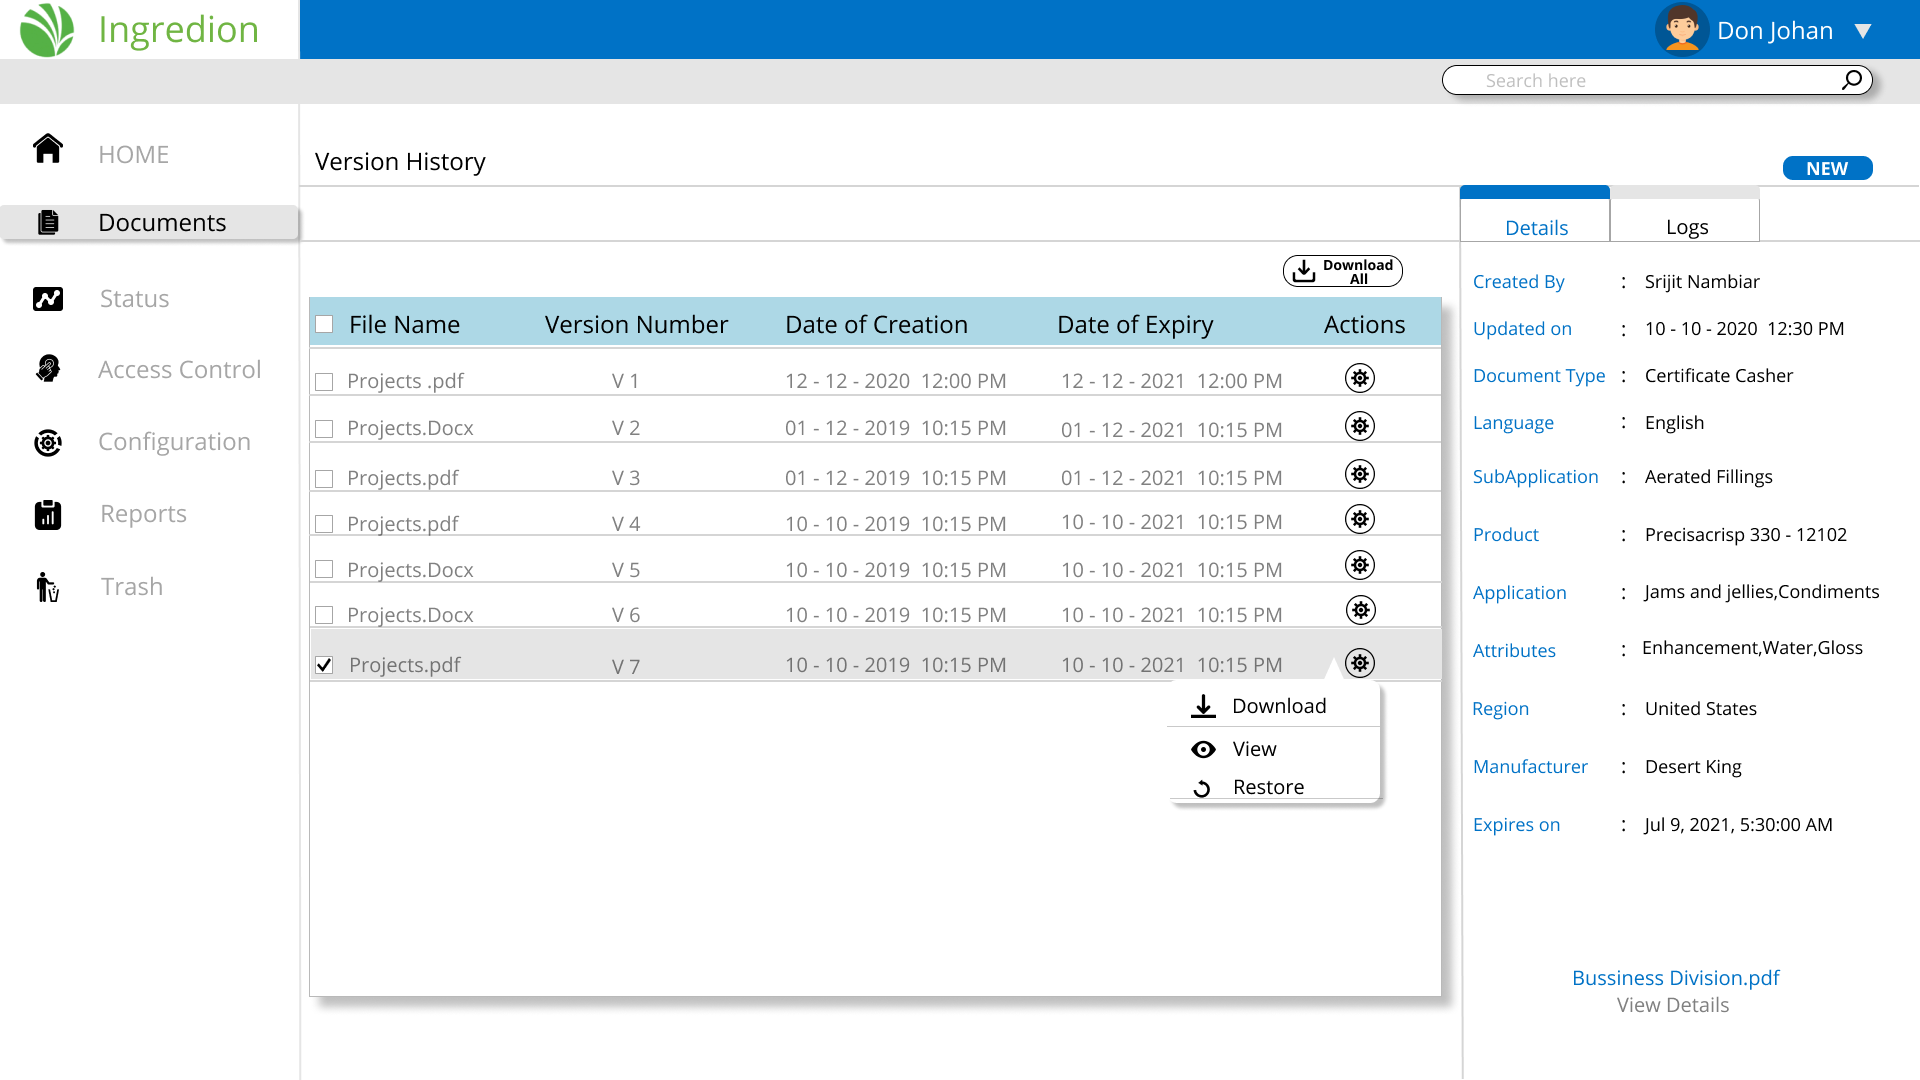 Ingredion
Don Johan
Search here
HOME
Documents
Status
Access Control
Configuration
Reports
Trash
Version History
NEW
Download
All
File Name Version Number Date of Creation Date of Expiry Actions
Projects .pdf V 1 12 - 12 - 2020 12:00 PM 12 - 12 - 2021 12:00 PM
Projects.Docx V 2 01 - 12 - 2019 10:15 PM 01 - 12 - 2021 10:15 PM
Projects.pdf V 3 01 - 12 - 2019 10:15 PM 01 - 12 - 2021 10:15 PM
Projects.pdf V 4 10 - 10 - 2019 10:15 PM 10 - 10 - 2021 10:15 PM
Projects.Docx V 5 10 - 10 - 2019 10:15 PM 10 - 10 - 2021 10:15 PM
Projects.Docx V 6 10 - 10 - 2019 10:15 PM 10 - 10 - 2021 10:15 PM
Projects.pdf V 7 10 - 10 - 2019 10:15 PM 10 - 10 - 2021 10:15 PM
Download
View
Restore
Details Logs
Created By : Srijit Nambiar
Updated on : 10 - 10 - 2020 12:30 PM
Document Type : Certificate Casher
Language : English
SubApplication : Aerated Fillings
Product : Precisacrisp 330 - 12102
Application : Jams and jellies,Condiments
Attributes : Enhancement,Water,Gloss
Region : United States
Manufacturer : Desert King
Expires on : Jul 9, 2021, 5:30:00 AM
Bussiness Division.pdf
View Details